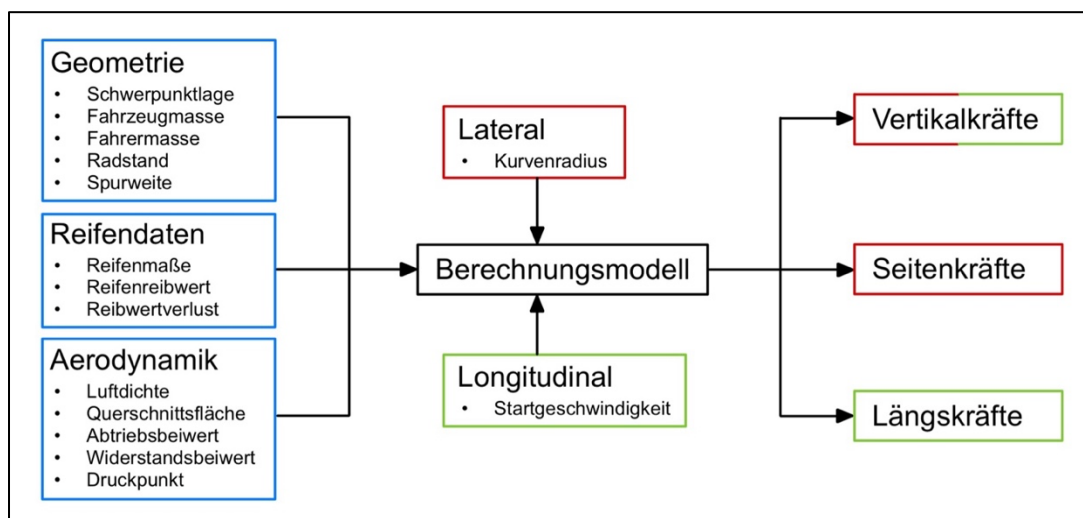 Geometrie
• Schwerpunktlage
• Fahrzeugmasse
• Fahrermasse
• Radstand
• Spurweite
Reifendaten
• Reifenmaße
• Reifenreibwert
• Reibwertverlust
Aerodynamik
• Luftdichte
• Querschnittsfläche
• Abtriebsbeiwert
• Widerstandsbeiwert
• Druckpunkt
Lateral
• Kurvenradius
Berechnungsmodell
Longitudinal
• Startgeschwindigkeit
Vertikalkräfte
Seitenkräfte
Längskräfte